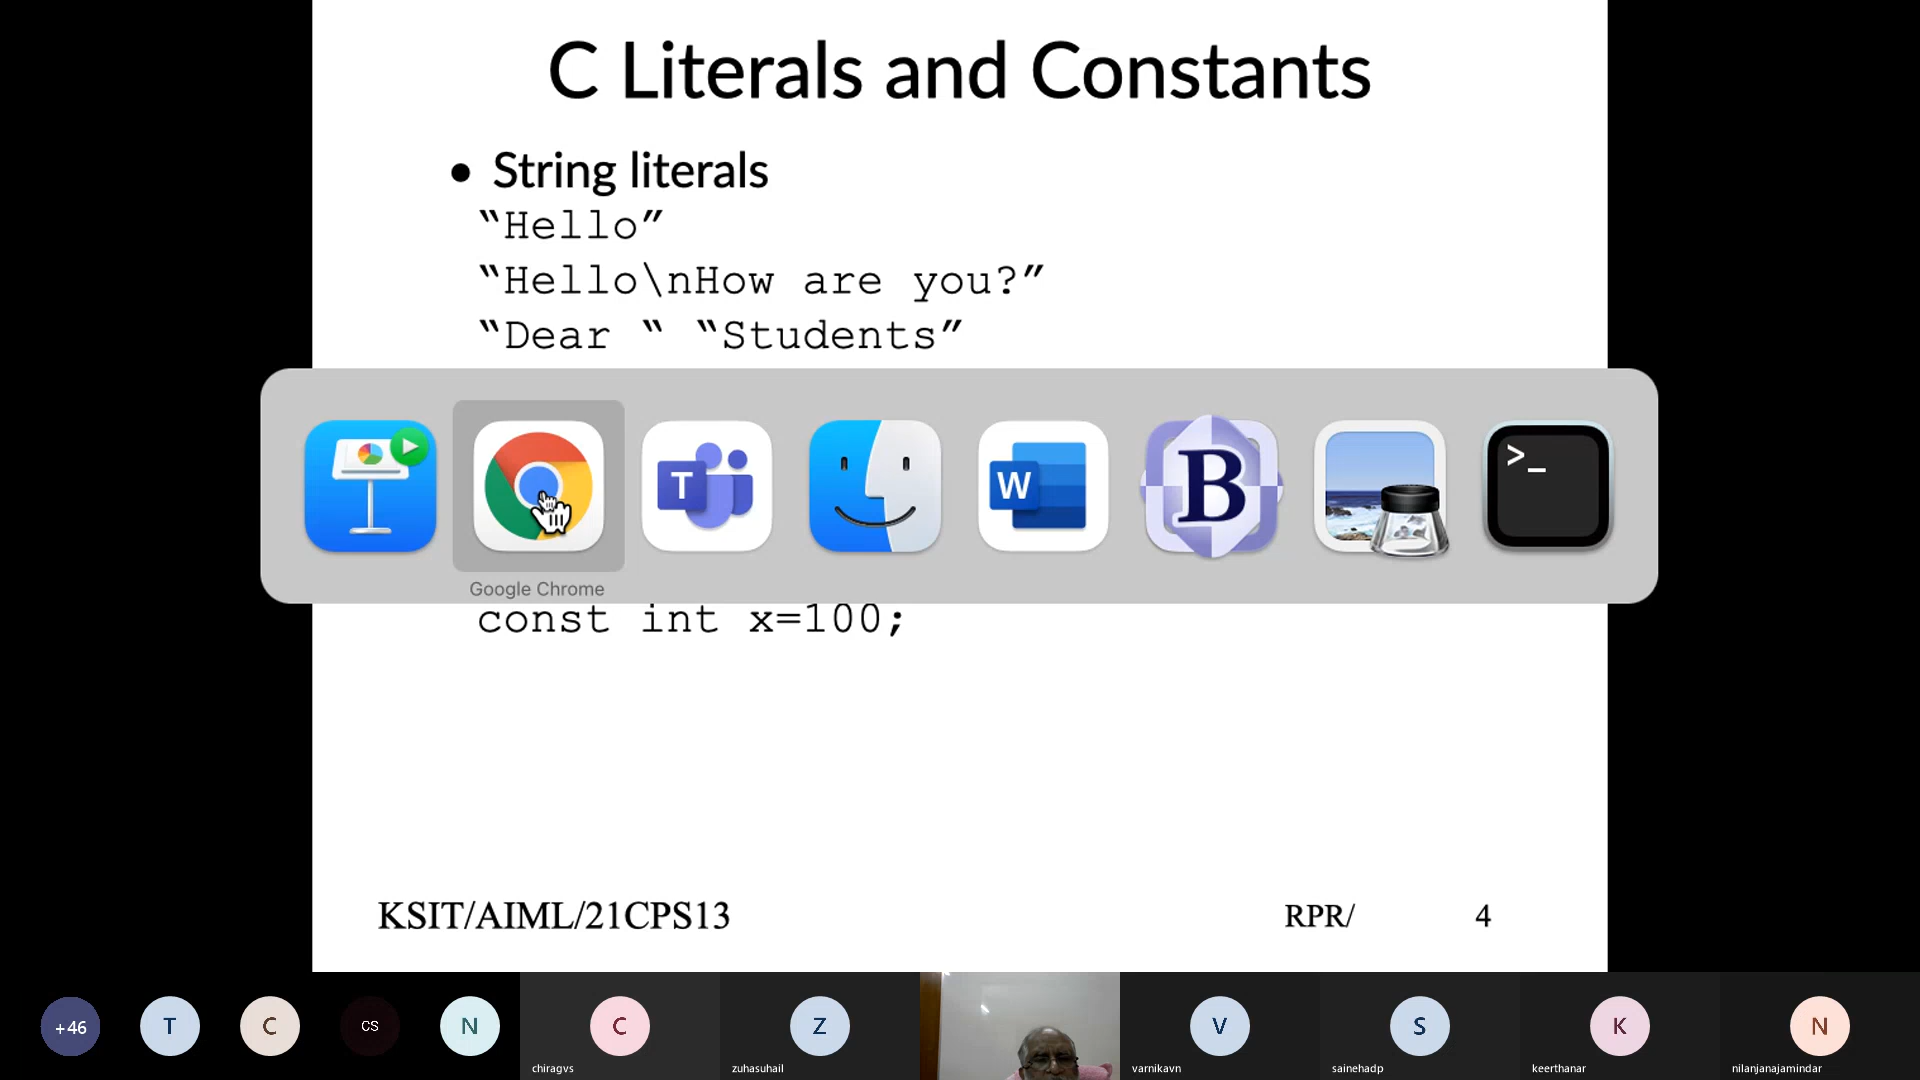 C Literals and Constants
• String literals
“Hello”
“Hello\nHow are you?”
“Dear “ “Students”
T
W
B
>_
Google Chrome
const int x=100;
KSIT/AIML/21CPS13
RPR/
4
+46
T
C
CS
N
C
Z
V
S
K
N
chiragvs
zuhasuhail
varnikavn
sainehadp
keerthanar
nilanjanajamindar